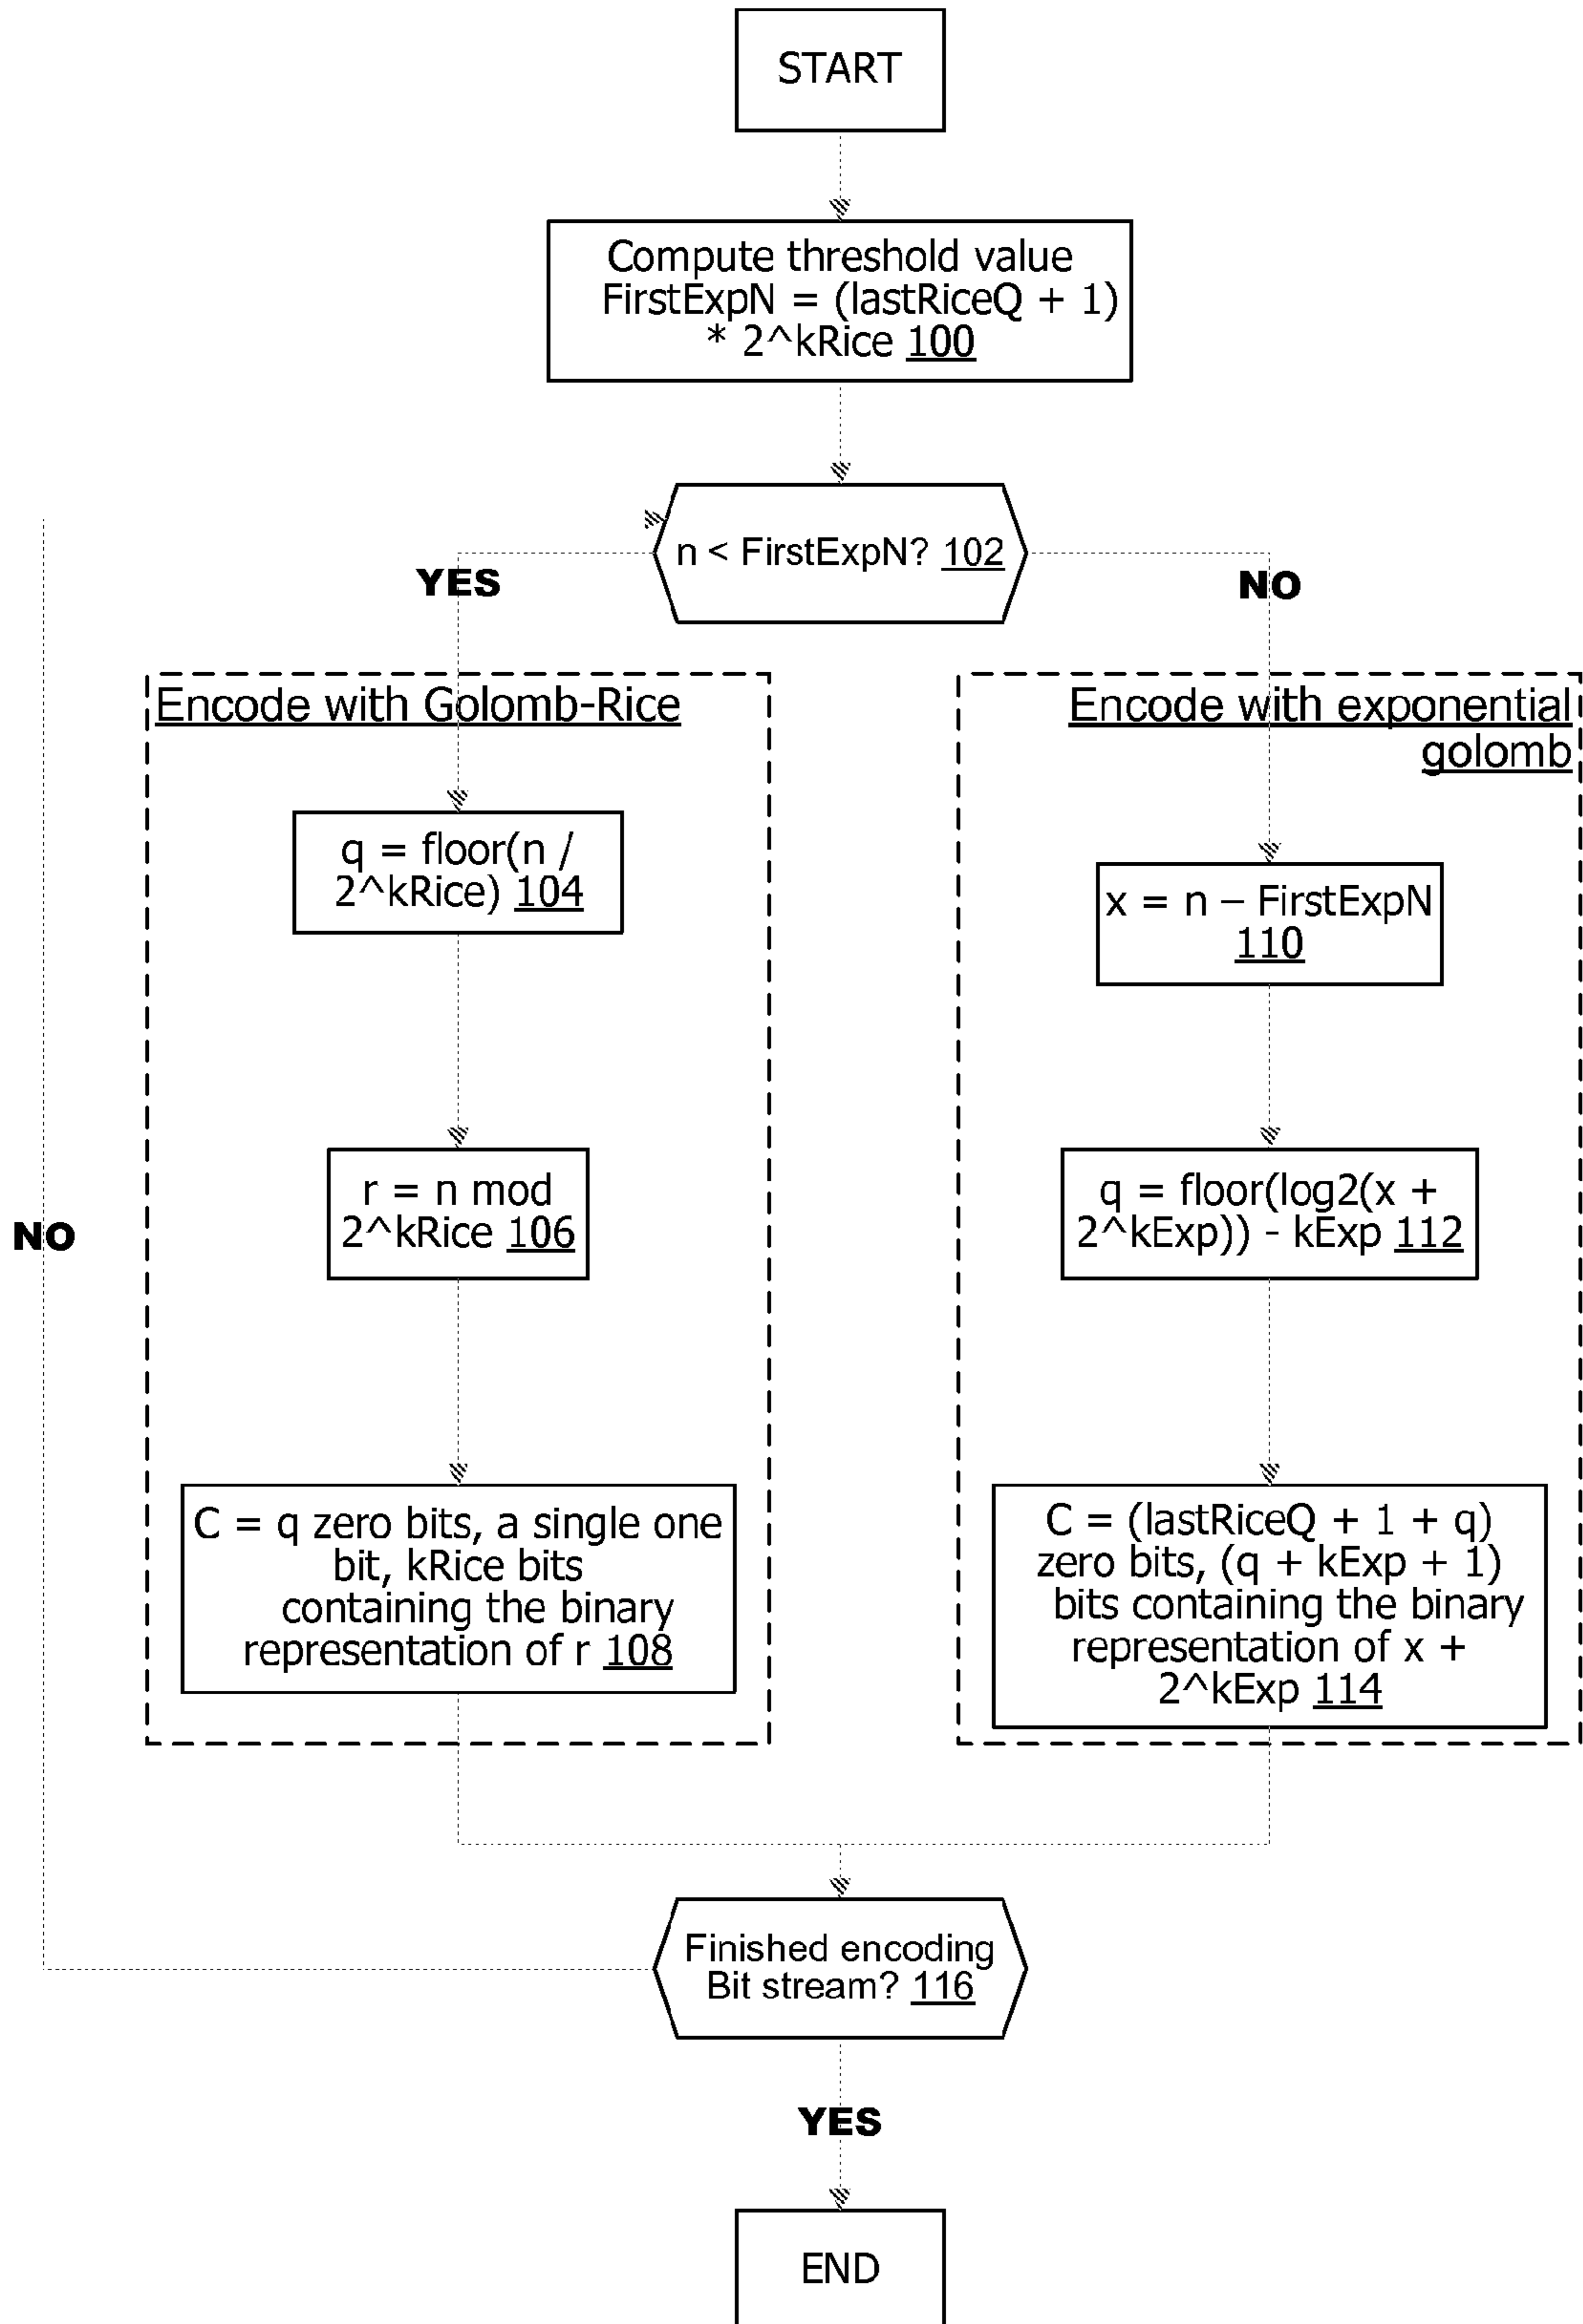 START
Compute threshold value
FirstExpN = (lastRiceQ + 1)
* 2^kRice 100
n < FirstExpN? 102
YES
NO
Encode with Golomb-Rice
q = floor(n /
2^kRice) 104
r = n mod
2^kRice 106
C = q zero bits, a single one
bit, kRice bits
containing the binary
representation of r 108
Encode with exponential
golomb
x = n – FirstExpN
110
q = floor(log2(x +
2^kExp)) - kExp 112
C = (lastRiceQ + 1 + q)
zero bits, (q + kExp + 1)
bits containing the binary
representation of x +
2^kExp 114
NO
Finished encoding
Bit stream? 116
YES
END